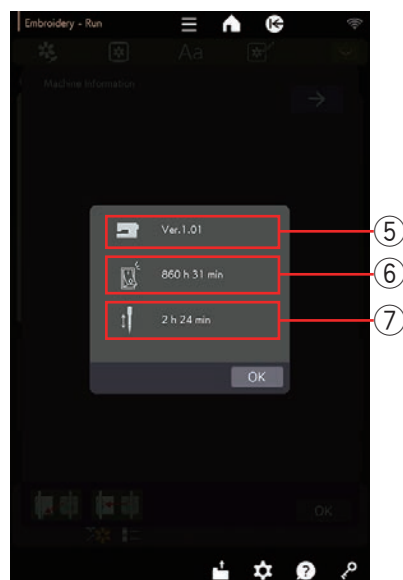 Embroidery - Run
Aa
Machine Information
Ver.1.01
5
860 h 31 min
6
2 h 24 min
7
OK
OK